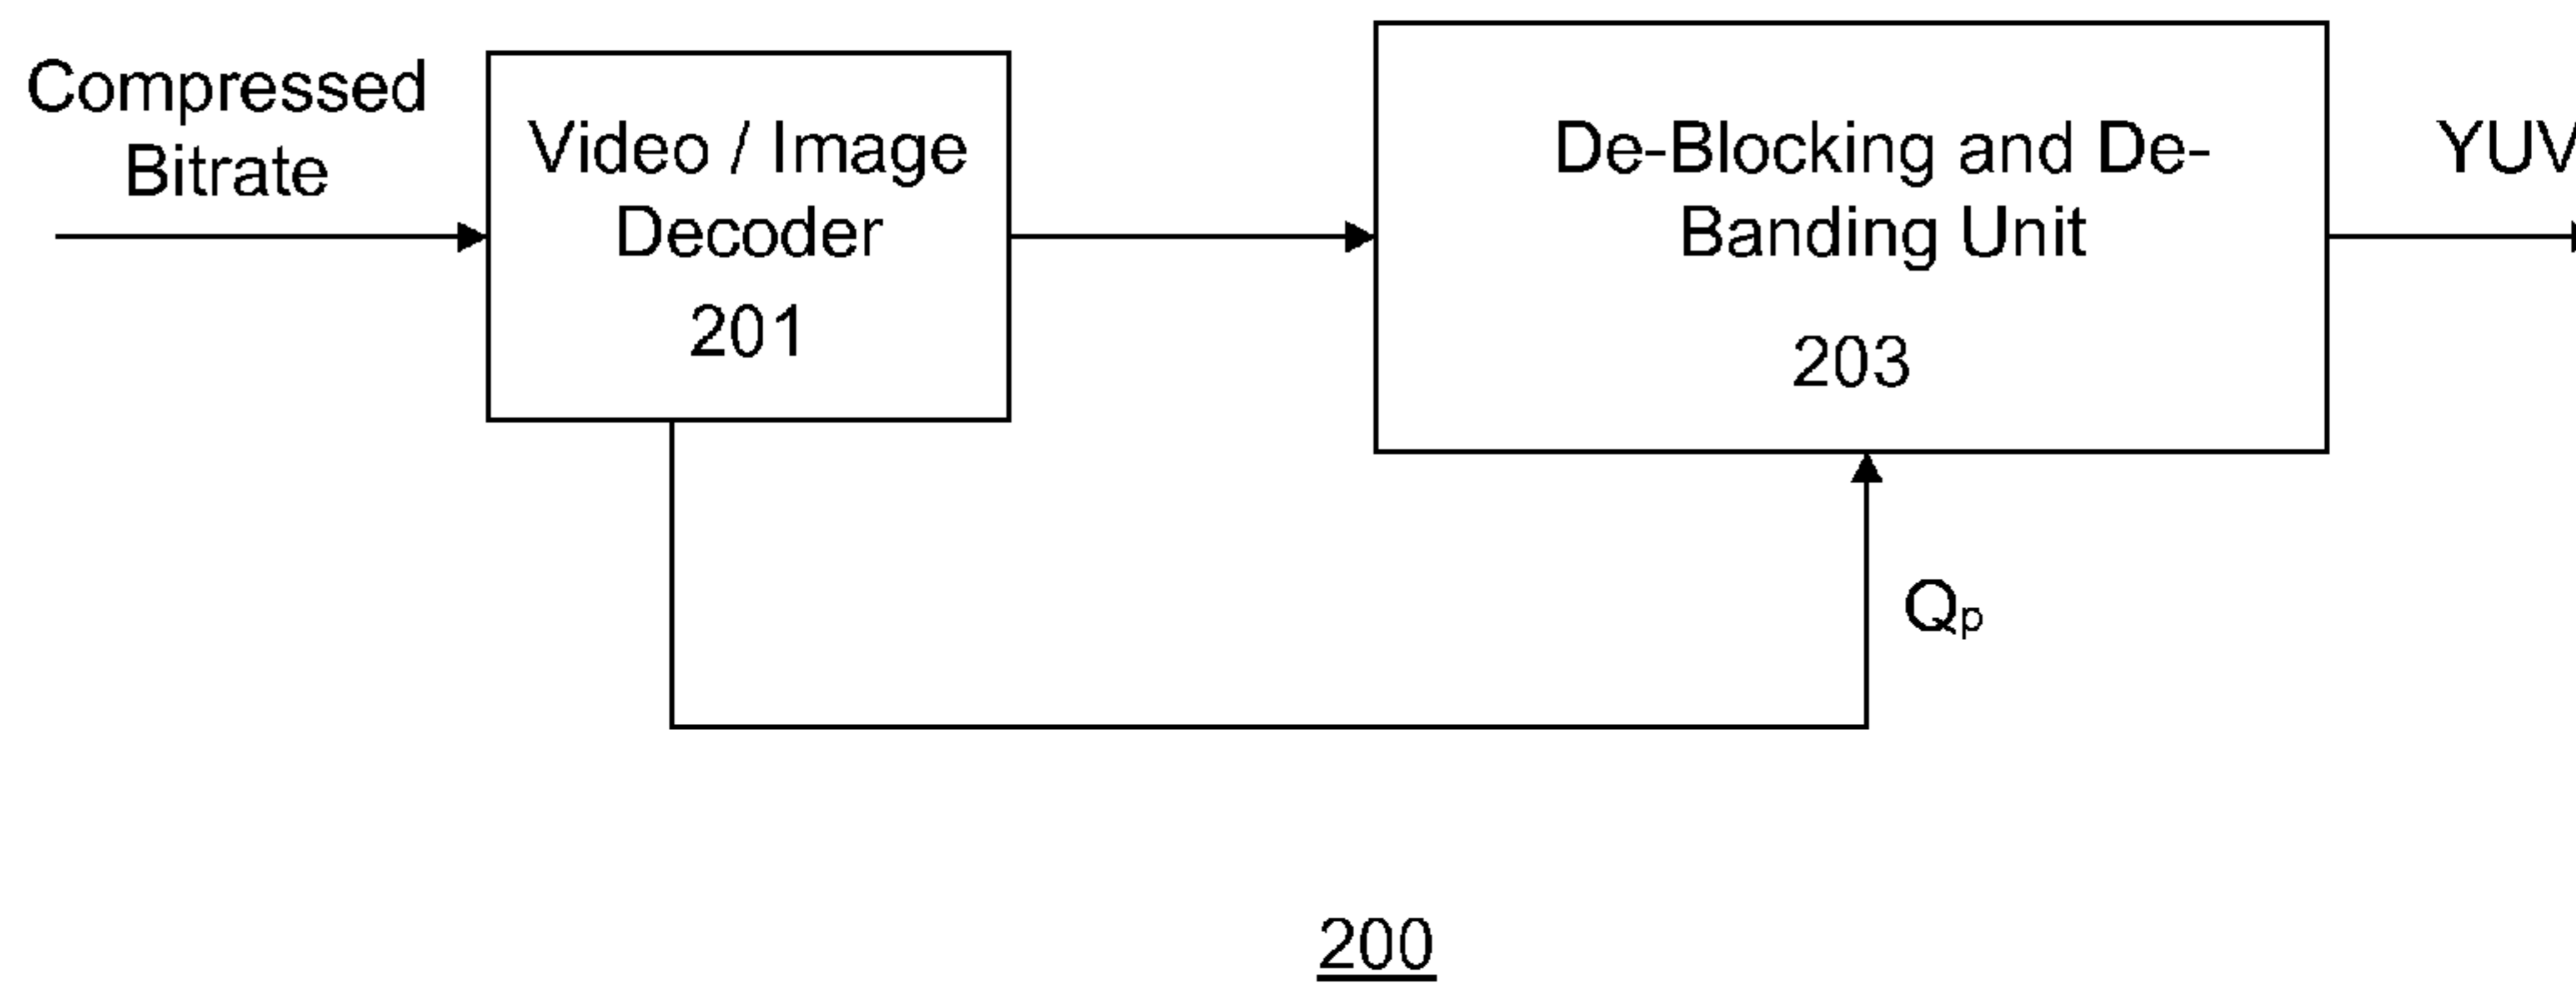 Compressed
Bitrate
Video / Image
Decoder
201
De-Blocking and De-
Banding Unit
203
YUV
Qp
200